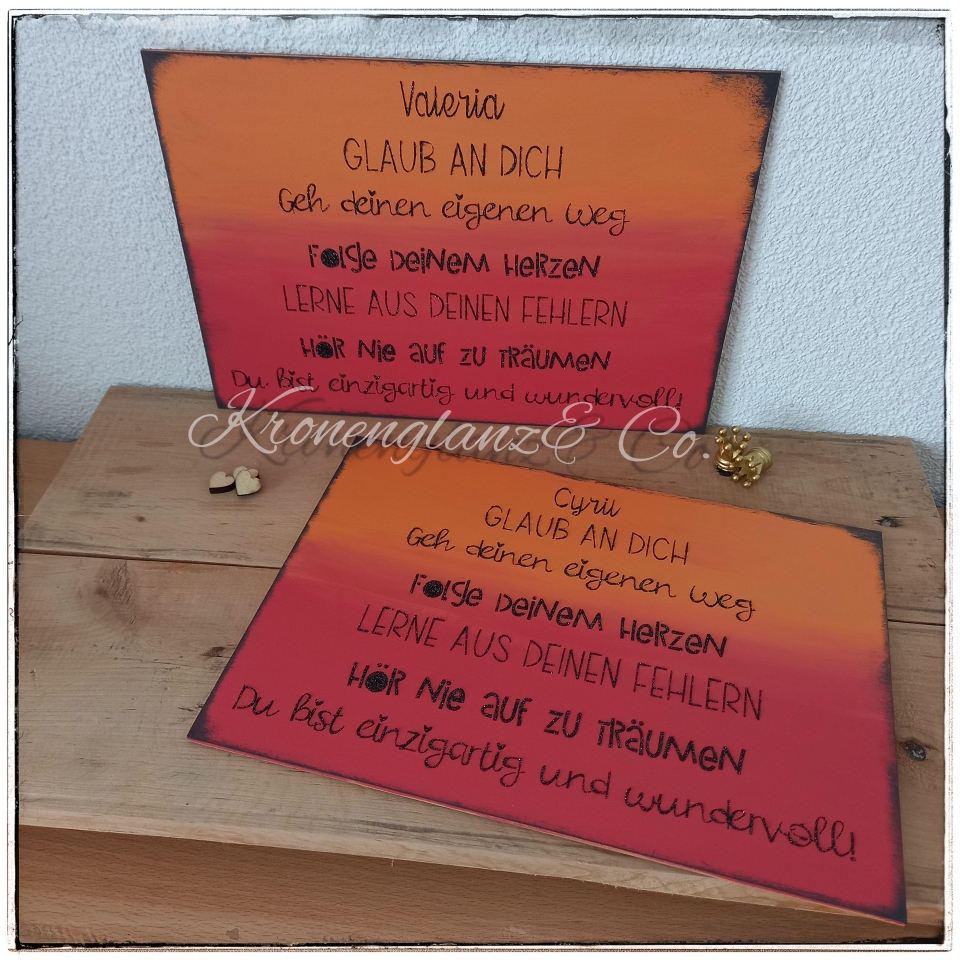 Valeria
GLAUB AN DICH
Geh deinen eigenen weg
Folge DeiNem HeRzeN
LERNE AUS DEINEN FEHLERN
HÖR Nie auf zu TRäumeN
Du bist einzigartig und wundervoll!
Kronenglanz & Co.
Cyril
GLAUB AN DICH
Geh deinen eigenen weg
Folge DeiNem HeRzeN
LERNE AUS DEINEN FEHLERN
HÖR Nie auf zu TRäumeN
Du bist einzigartig und wundervoll!